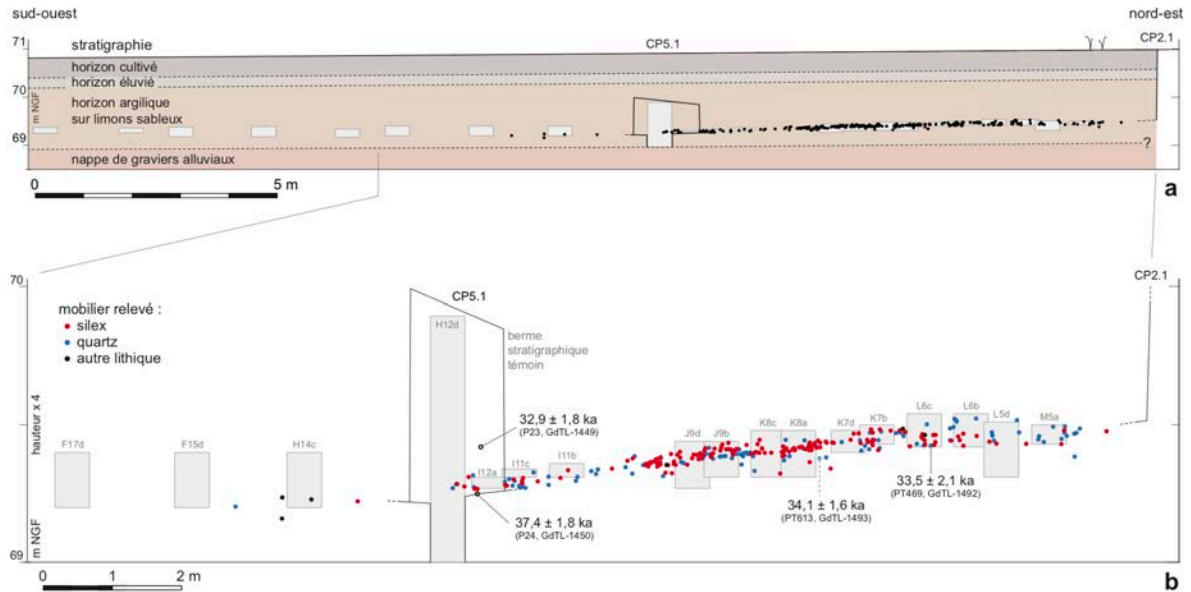 sud-ouest
nord-est
71
stratigraphie
CP5.1
CP2.1
horizon cultivé
horizon éluvié
70
m NGF
horizon argilique
sur limons sableux
69
nappe de graviers alluviaux
?
0
5 m
a
70
CP2.1
CP5.1
mobilier relevé :
silex
quartz
autre lithique
H12d
berme
stratigraphique
témoin
hauteur x 4
32,9 ± 1,8 ka
(P23, GdTL-1449)
F17d
F15d
H14c
I12a
I11c
I11b
J9d
J9b
K8c
K8a
K7d
K7b
L6c
L6b
L5d
M5a
33,5 ± 2,1 ka
(PT469, GdTL-1492)
34,1 ± 1,6 ka
(PT613, GdTL-1493)
37,4 ± 1,8 ka
(P24, GdTL-1450)
m NGF
69
0
1
2 m
b